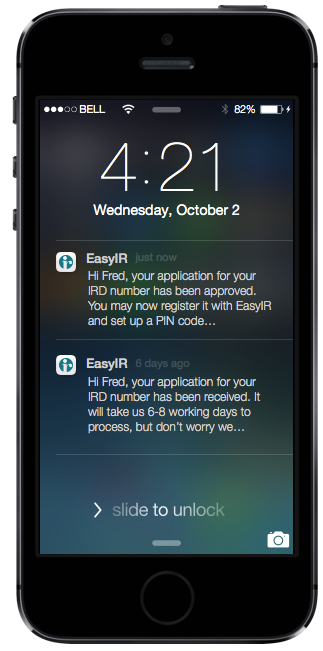 BELL 82%
4:21
Wednesday, October 2
EasyIR just now
Hi Fred, your application for your
IRD number has been approved.
You may now register it with EasyIR
and set up a PIN code…
EasyIR 6 days ago
Hi Fred, your application for your
IRD number has been received. It
will take us 6-8 working days to
process, but don't worry we…
slide to unlock